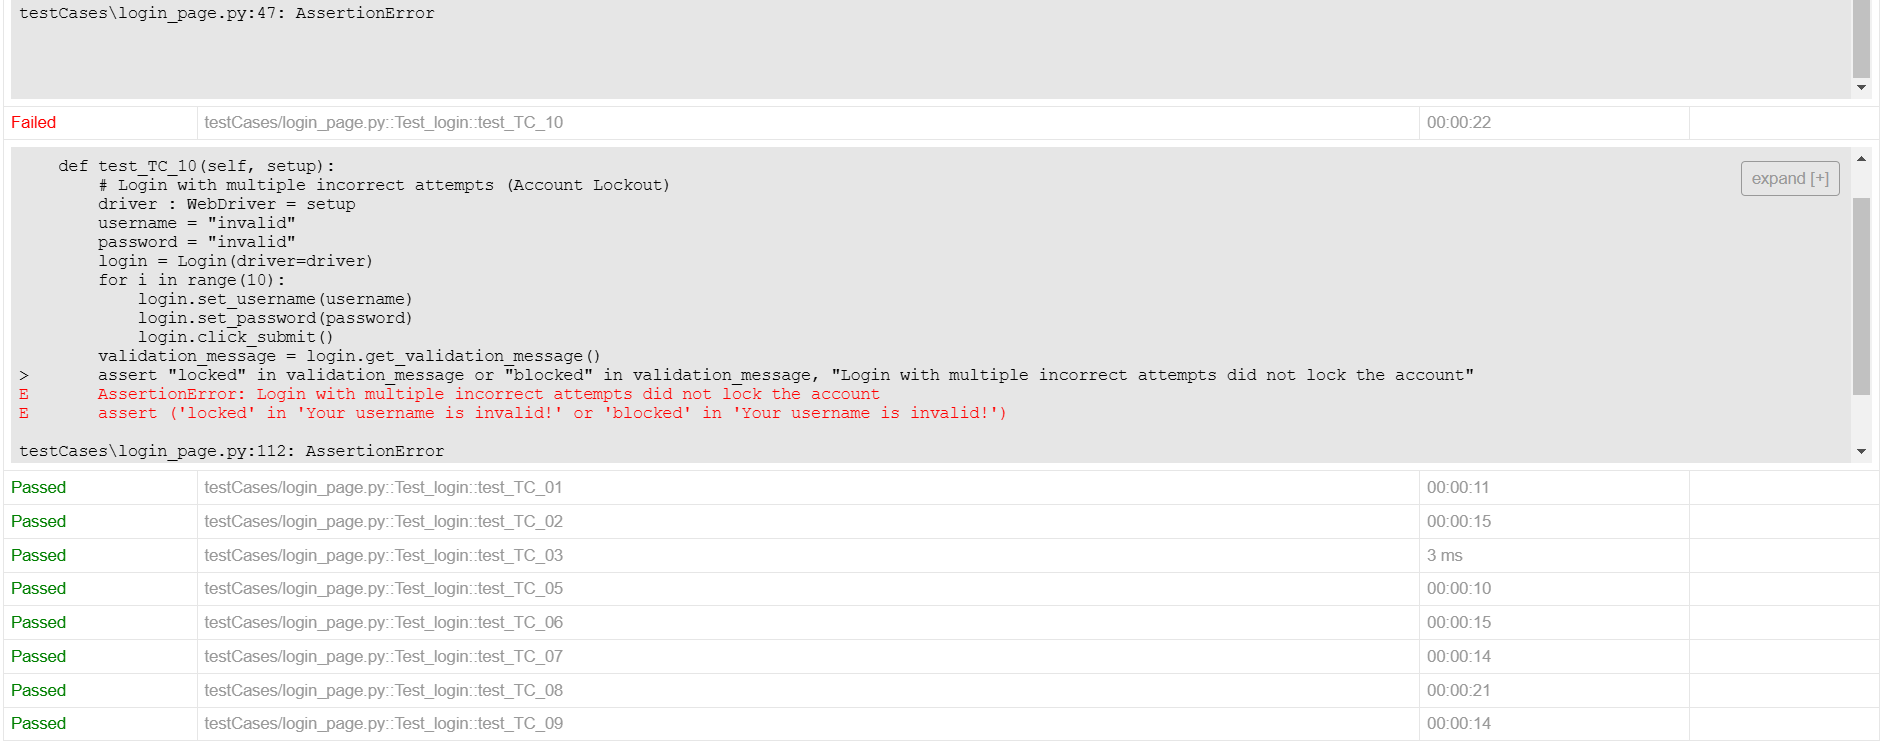 testCases\login_page.py:47: AssertionError
Failed testCases/login_page.py::Test_login::test_TC_10 00:00:22
expand [+]
    def test_TC_10(self, setup):
        # Login with multiple incorrect attempts (Account Lockout)
        driver : WebDriver = setup
        username = "invalid"
        password = "invalid"
        login = Login(driver=driver)
        for i in range(10):
            login.set_username(username)
            login.set_password(password)
            login.click_submit()
        validation_message = login.get_validation_message()
>       assert "locked" in validation_message or "blocked" in validation_message, "Login with multiple incorrect attempts did not lock the account"
E       AssertionError: Login with multiple incorrect attempts did not lock the account
E       assert ('locked' in 'Your username is invalid!' or 'blocked' in 'Your username is invalid!')
testCases\login_page.py:112: AssertionError
Passed testCases/login_page.py::Test_login::test_TC_01 00:00:11
Passed testCases/login_page.py::Test_login::test_TC_02 00:00:15
Passed testCases/login_page.py::Test_login::test_TC_03 3 ms
Passed testCases/login_page.py::Test_login::test_TC_05 00:00:10
Passed testCases/login_page.py::Test_login::test_TC_06 00:00:15
Passed testCases/login_page.py::Test_login::test_TC_07 00:00:14
Passed testCases/login_page.py::Test_login::test_TC_08 00:00:21
Passed testCases/login_page.py::Test_login::test_TC_09 00:00:14